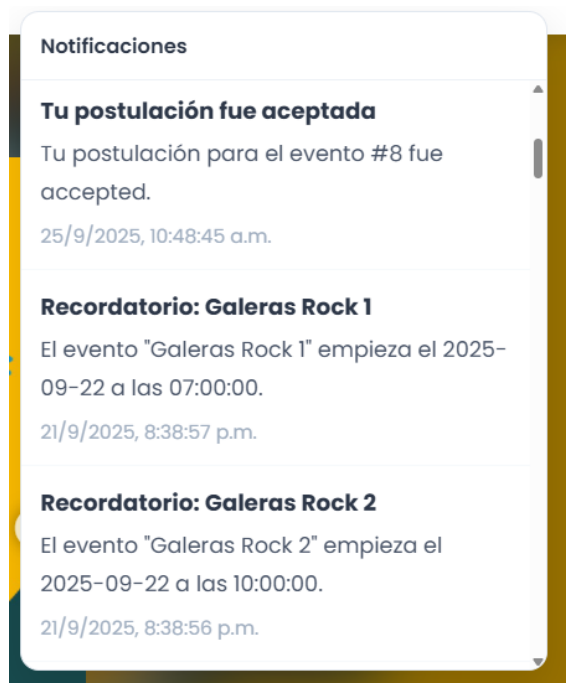 Notificaciones
Tu postulación fue aceptada
Tu postulación para el evento #8 fue
accepted.
25/9/2025, 10:48:45 a.m.
Recordatorio: Galeras Rock 1
El evento "Galeras Rock 1" empieza el 2025-
09-22 a las 07:00:00.
21/9/2025, 8:38:57 p.m.
Recordatorio: Galeras Rock 2
El evento "Galeras Rock 2" empieza el
2025-09-22 a las 10:00:00.
21/9/2025, 8:38:56 p.m.